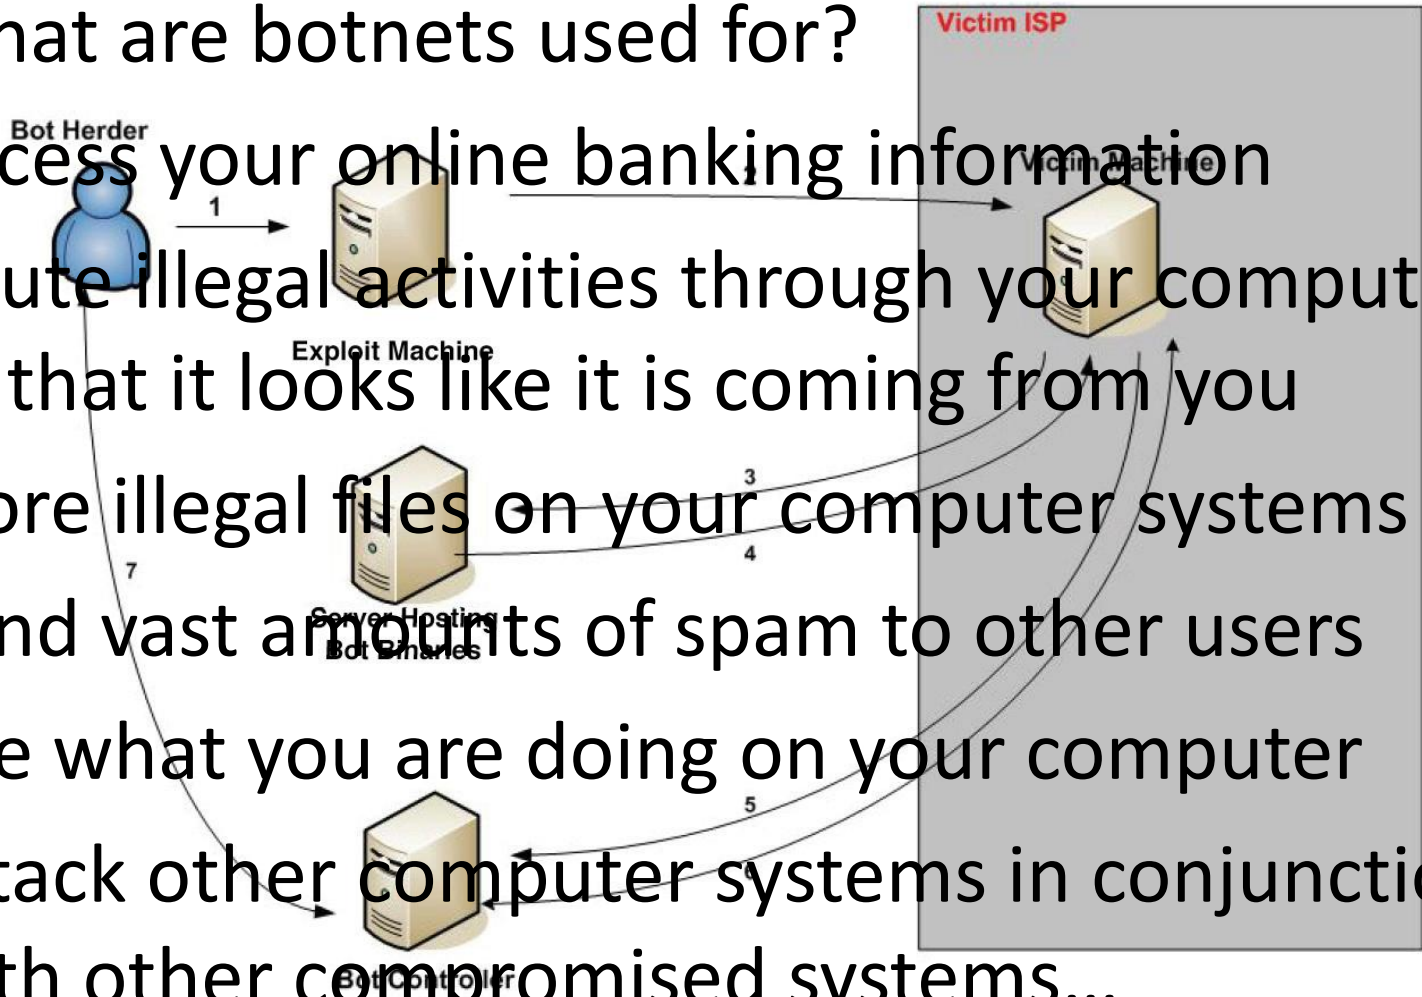 hat are botnets used for?
Victim ISP
Bot Herder
cess your online banking information
Victim Machine
1
2
ute illegal activities through your comput
Exploit Machine
that it looks like it is coming from you
3
ore illegal files on your computer systems
4
7
Server Hosting
Bot Binaries
nd vast amounts of spam to other users
e what you are doing on your computer
5
tack other computer systems in conjunctio
6
Bot Controller
th other compromised systems...